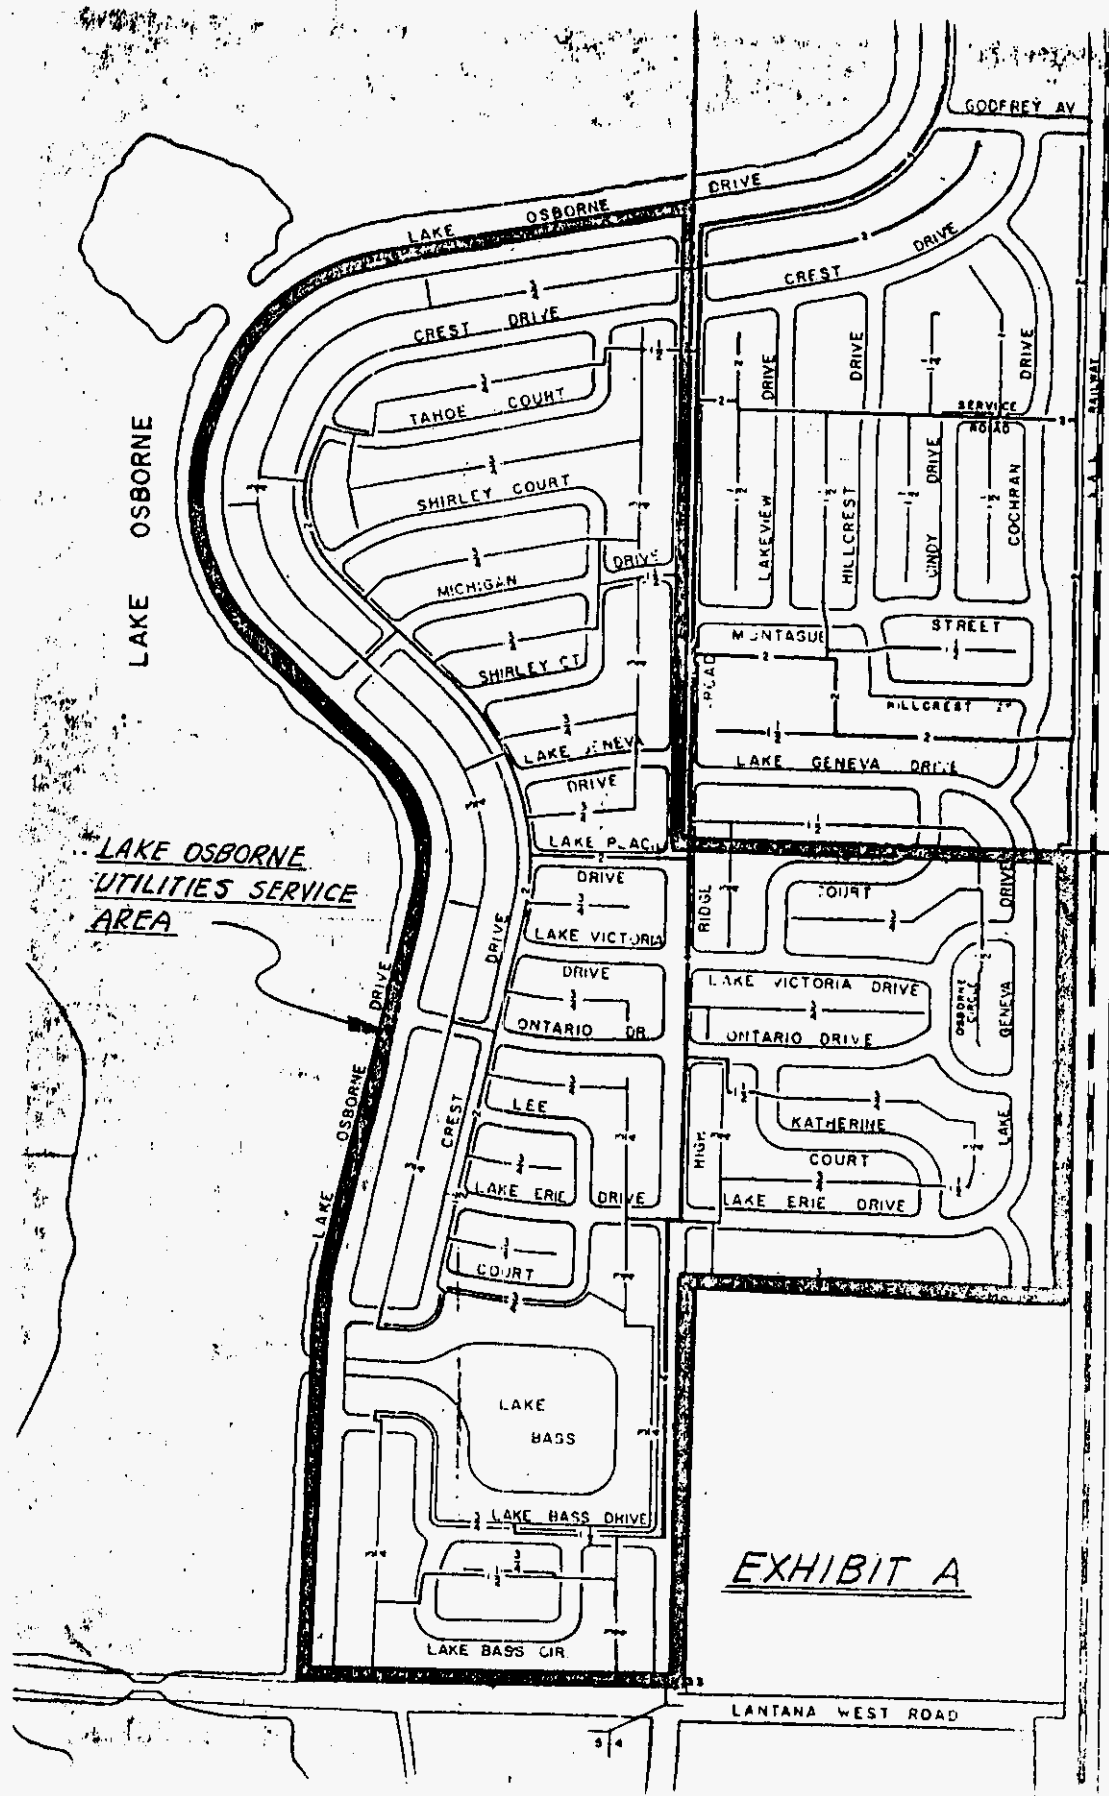 GODFREY AV
DRIVE
OSBORNE
LAKE
DRIVE
CREST
CREST DRIVE
DRIVE
DRIVE
DRIVE
RAILWAY
TAHOE COURT
SERVICE
ROAD
LAKE OSBORNE
SHIRLEY COURT
LAKEVIEW
HILLCREST
CINDY DRIVE
COCHRAN
DRIVE
MICHIGAN
STREET
MONTAGUE
SHIRLEY CT
ROAD
HILLCREST
LAKE GENEVA
LAKE GENEVA DRIVE
DRIVE
LAKE PLACID
LAKE OSBORNE
UTILITIES SERVICE
AREA
DRIVE
COURT
DRIVE
RIDGE
LAKE VICTORIA
DRIVE
DRIVE
LAKE VICTORIA DRIVE
OSBORNE
CIRCLE
GENEVA
DRIVE
ONTARIO DR.
ONTARIO DRIVE
OSBORNE
CREST
LEE
HIGH
KATHERINE
LAKE
COURT
LAKE ERIE DRIVE
LAKE ERIE DRIVE
LAKE
COURT
LAKE
BASS
LAKE BASS DRIVE
EXHIBIT A
LAKE BASS CIR.
LANTANA WEST ROAD